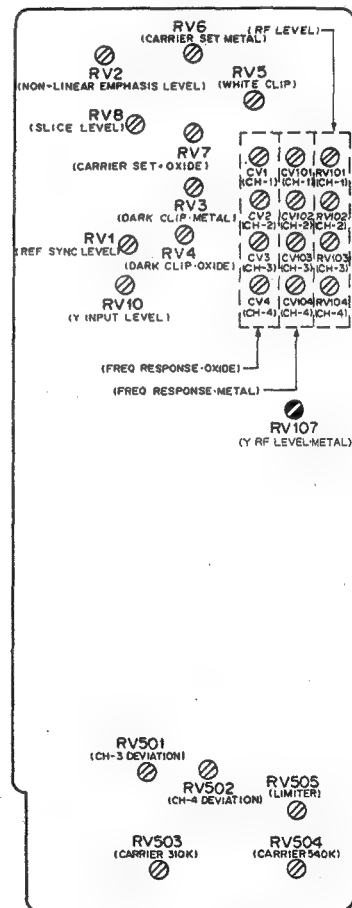 RV6
(CARRIER SET METAL)
(RF LEVEL)
RV2
(NON-LINEAR EMPHASIS LEVEL)
RV5
(WHITE CLIP)
RV8
(SLICE LEVEL)
RV7
(CARRIER SET-OXIDE)
CV1 CV101 RV101
(CH-1) (CH-1) (CH-1)
RV3
(DARK CLIP-METAL)
CV2 CV102 RV102
(CH-2) (CH-2) (CH-2)
RV1
(REF SYNC LEVEL)
RV4
(DARK CLIP-OXIDE)
CV3 CV103 RV103
(CH-3) (CH-3) (CH-3)
RV10
(Y INPUT LEVEL)
CV4 CV104 RV104
(CH-4) (CH-4) (CH-4)
(FREQ RESPONSE-OXIDE)
(FREQ RESPONSE-METAL)
RV107
(Y RF LEVEL-METAL)
RV501
(CH-3 DEVIATION)
RV502
(CH-4 DEVIATION)
RV505
(LIMITER)
RV503
(CARRIER 310K)
RV504
(CARRIER 540K)